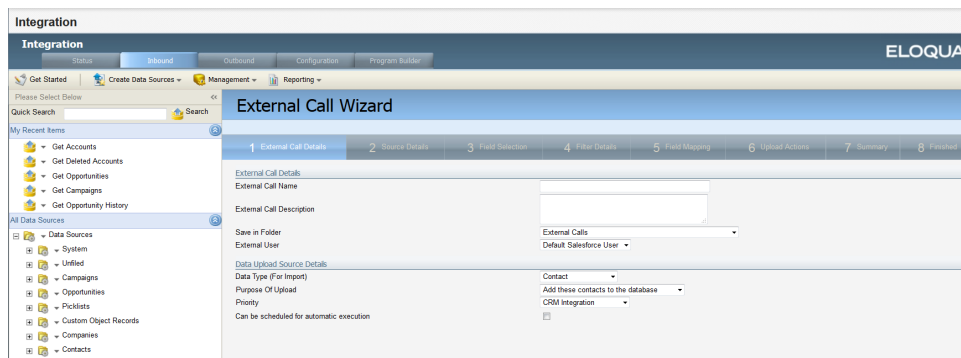 Integration
Integration
ELOQUA
Status Inbound Outbound Configuration Program Builder
Get Started Create Data Sources Management Reporting
Please Select Below
Quick Search Search
My Recent Items
Get Accounts
Get Deleted Accounts
Get Opportunities
Get Campaigns
Get Opportunity History
All Data Sources
Data Sources
System
Unfiled
Campaigns
Opportunities
Picklists
Custom Object Records
Companies
Contacts
External Call Wizard
1 External Call Details 2 Source Details 3 Field Selection 4 Filter Details 5 Field Mapping 6 Upload Actions 7 Summary 8 Finished
External Call Details
External Call Name
External Call Description
Save in Folder External Calls
External User Default Salesforce User
Data Upload Source Details
Data Type (For Import) Contact
Purpose Of Upload Add these contacts to the database
Priority CRM Integration
Can be scheduled for automatic execution